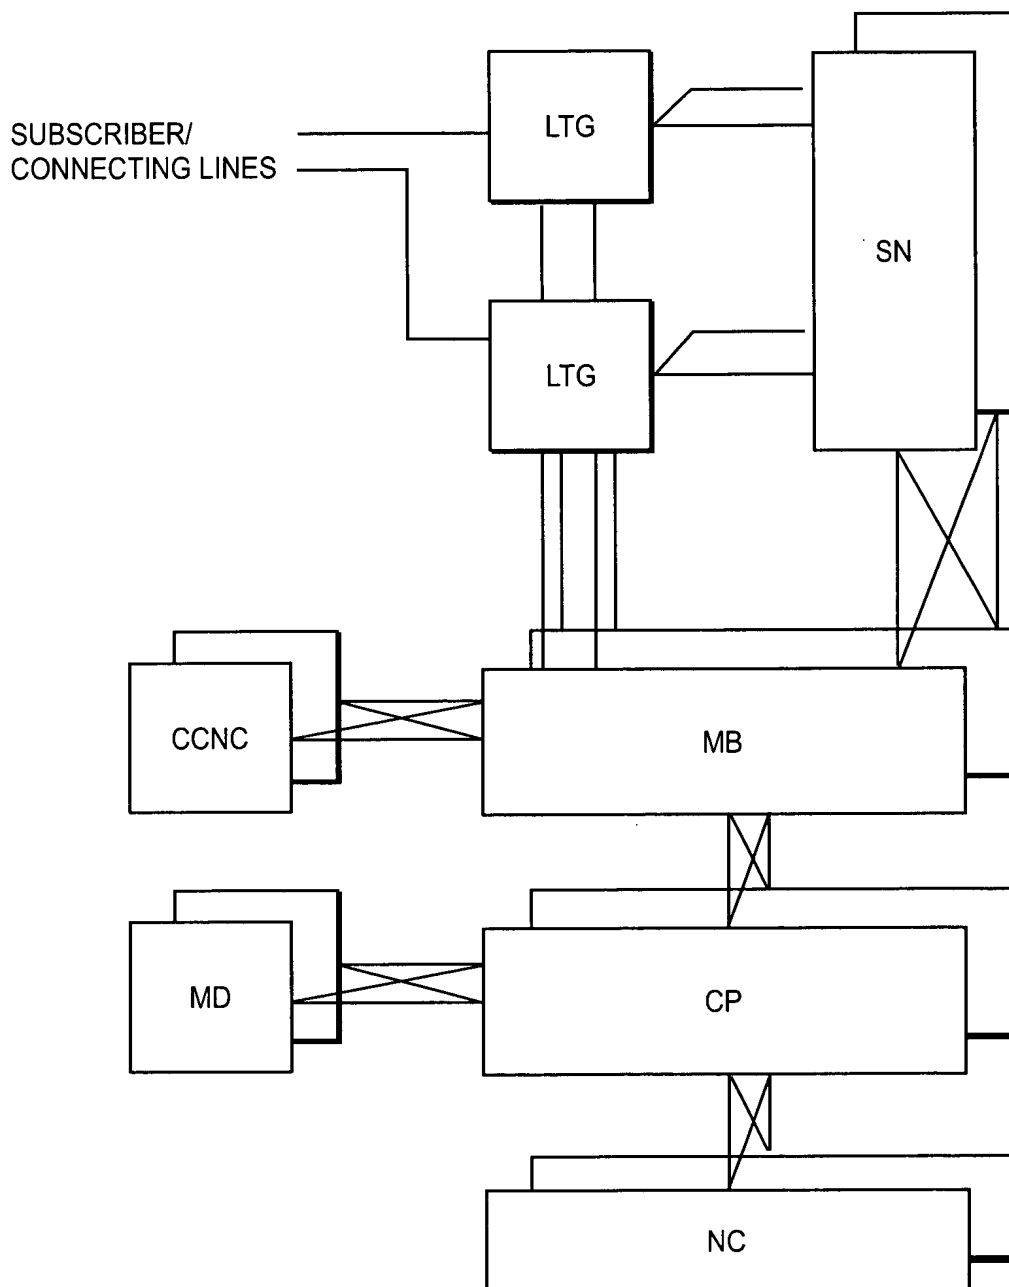 LTG
SUBSCRIBER/
CONNECTING LINES
SN
LTG
CCNC
MB
MD
CP
NC